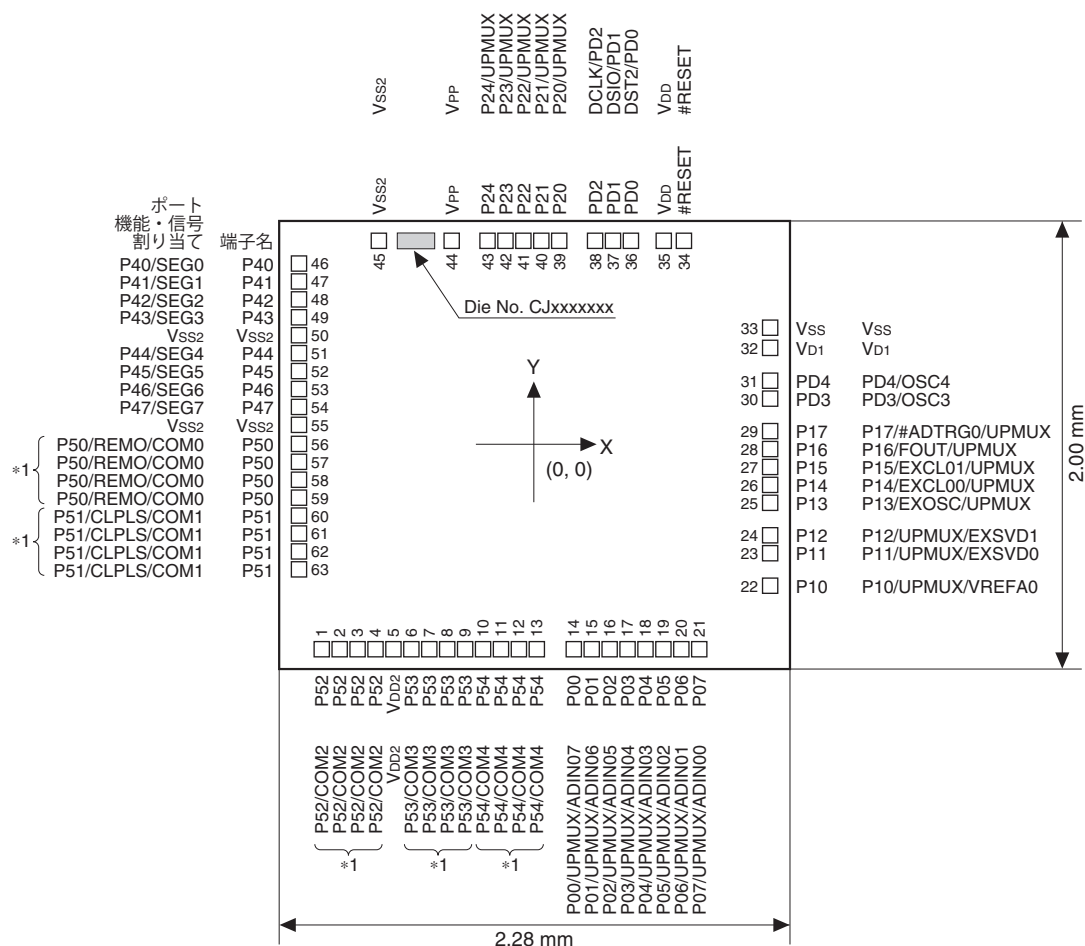 VSS2 VPP P24/UPMUX P23/UPMUX P22/UPMUX P21/UPMUX P20/UPMUX DCLK/PD2 DSIO/PD1 DST2/PD0 VDD #RESET
VSS2 VPP P24 P23 P22 P21 P20 PD2 PD1 PD0 VDD #RESET
45 44 43 42 41 40 39 38 37 36 35 34
ポート
機能・信号
割り当て 端子名
P40/SEG0 P40 46
P41/SEG1 P41 47
P42/SEG2 P42 48
P43/SEG3 P43 49
VSS2 VSS2 50
P44/SEG4 P44 51
P45/SEG5 P45 52
P46/SEG6 P46 53
P47/SEG7 P47 54
VSS2 VSS2 55
P50/REMO/COM0 P50 56
P50/REMO/COM0 P50 57
*1
P50/REMO/COM0 P50 58
P50/REMO/COM0 P50 59
P51/CLPLS/COM1 P51 60
P51/CLPLS/COM1 P51 61
*1
P51/CLPLS/COM1 P51 62
P51/CLPLS/COM1 P51 63
Die No. CJxxxxxxx
Y
X
(0, 0)
33 VSS VSS
32 VD1 VD1
31 PD4 PD4/OSC4
30 PD3 PD3/OSC3
29 P17 P17/#ADTRG0/UPMUX
28 P16 P16/FOUT/UPMUX
27 P15 P15/EXCL01/UPMUX
26 P14 P14/EXCL00/UPMUX
25 P13 P13/EXOSC/UPMUX
24 P12 P12/UPMUX/EXSVD1
23 P11 P11/UPMUX/EXSVD0
22 P10 P10/UPMUX/VREFA0
2.00 mm
1 2 3 4 5 6 7 8 9 10 11 12 13 14 15 16 17 18 19 20 21
P52 P52 P52 P52 VDD2 P53 P53 P53 P53 P54 P54 P54 P54 P00 P01 P02 P03 P04 P05 P06 P07
P52/COM2 P52/COM2 P52/COM2 P52/COM2 VDD2 P53/COM3 P53/COM3 P53/COM3 P53/COM3 P54/COM4 P54/COM4 P54/COM4 P54/COM4 P00/UPMUX/ADIN07 P01/UPMUX/ADIN06 P02/UPMUX/ADIN05 P03/UPMUX/ADIN04 P04/UPMUX/ADIN03 P05/UPMUX/ADIN02 P06/UPMUX/ADIN01 P07/UPMUX/ADIN00
*1 *1 *1
2.28 mm